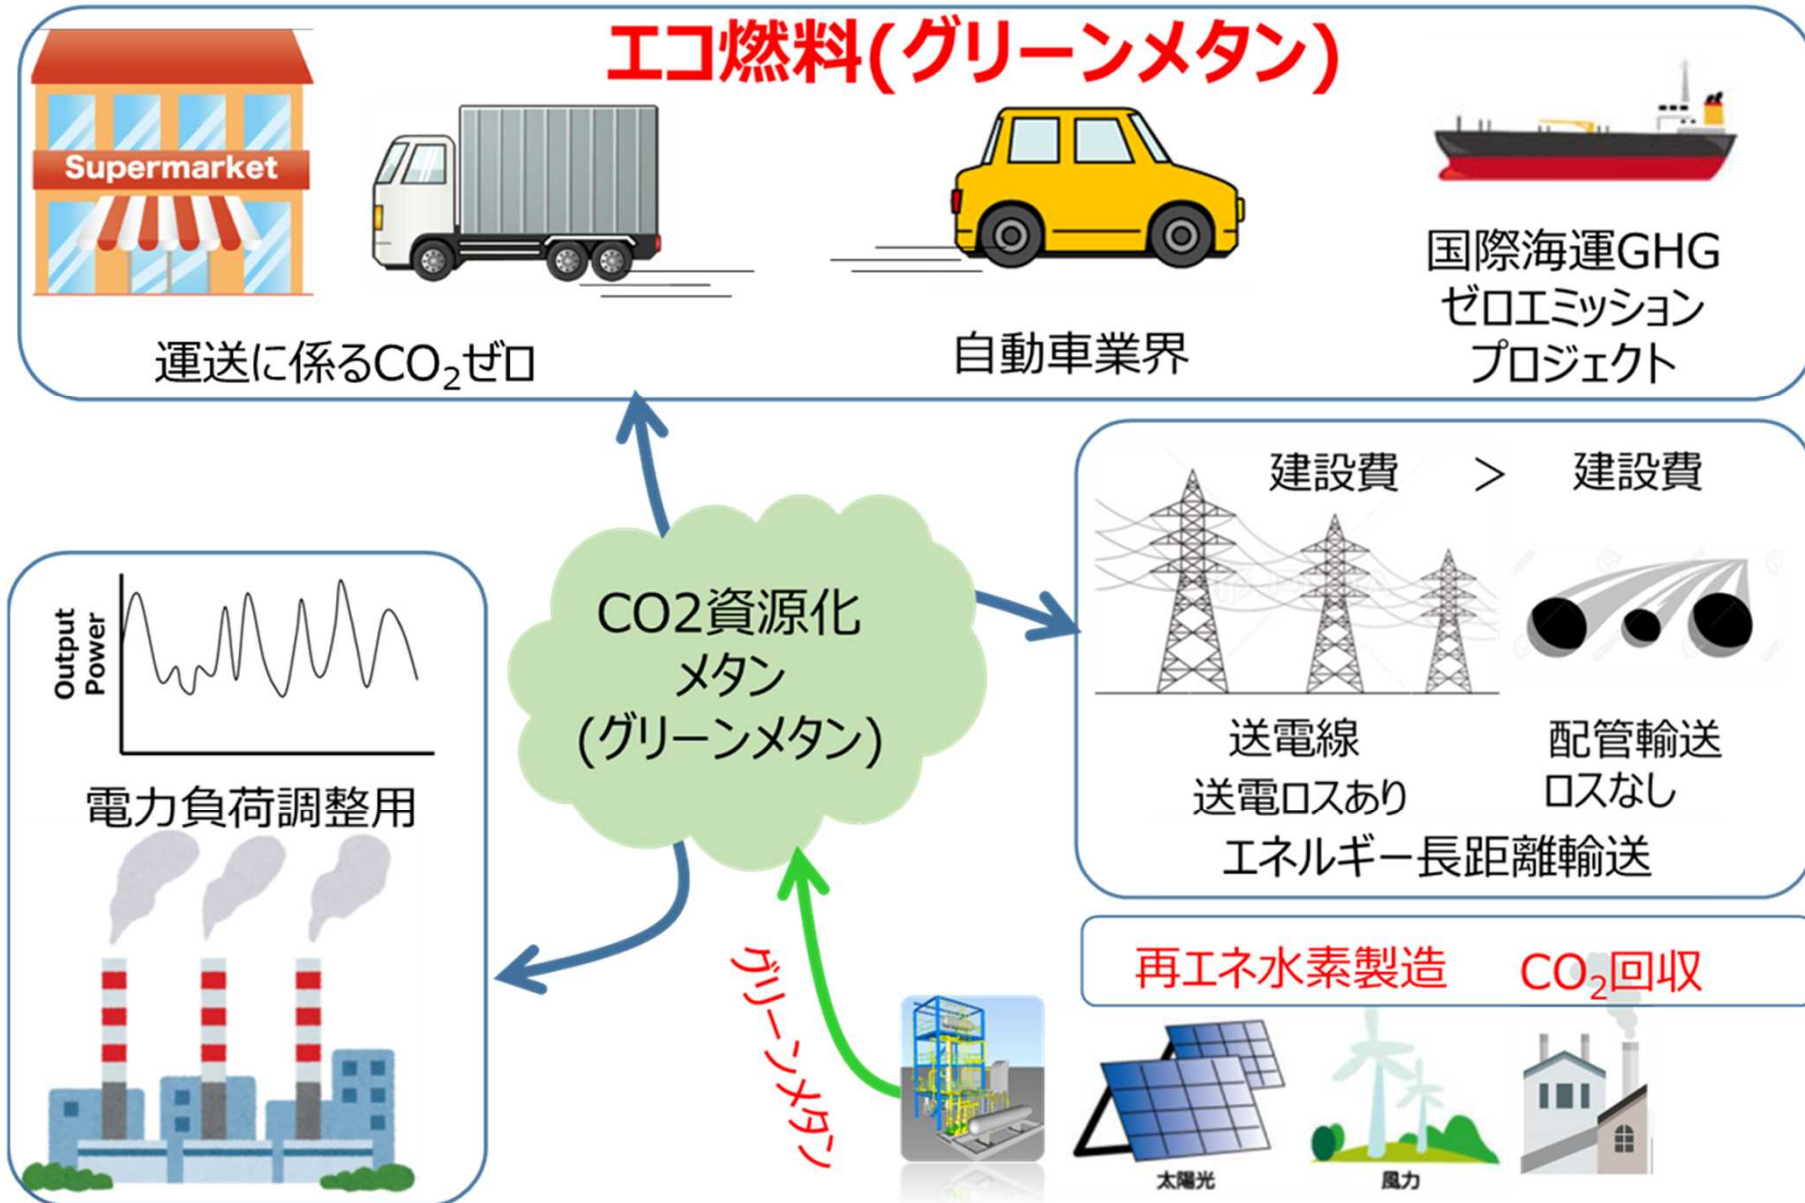 エコ燃料(グリーンメタン)
Supermarket
運送に係るCO₂ゼロ
自動車業界
国際海運GHG
ゼロエミッション
プロジェクト
Output
Power
電力負荷調整用
CO2資源化
メタン
(グリーンメタン)
建設費 > 建設費
送電線
送電ロスあり
配管輸送
ロスなし
エネルギー長距離輸送
グリーンメタン
再エネ水素製造 CO₂回収
太陽光
風力